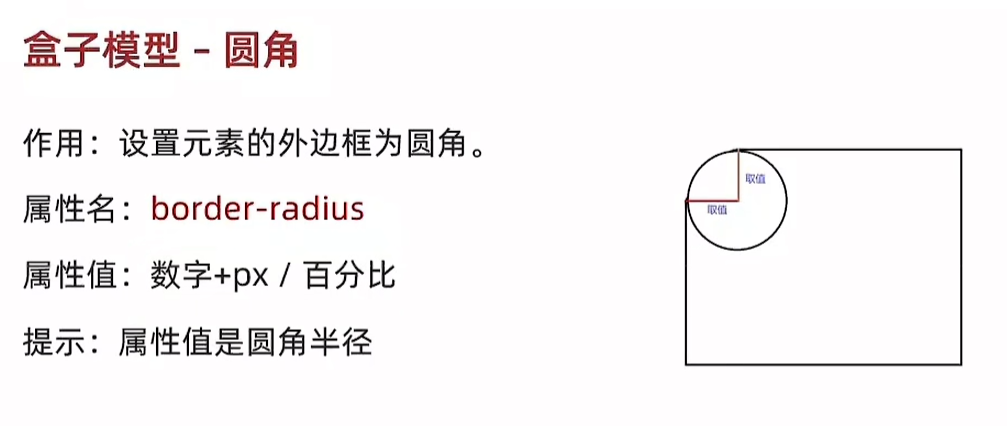 盒子模型 – 圆角
作用：设置元素的外边框为圆角。
属性名：border-radius
属性值：数字+px / 百分比
提示：属性值是圆角半径
取值
取值